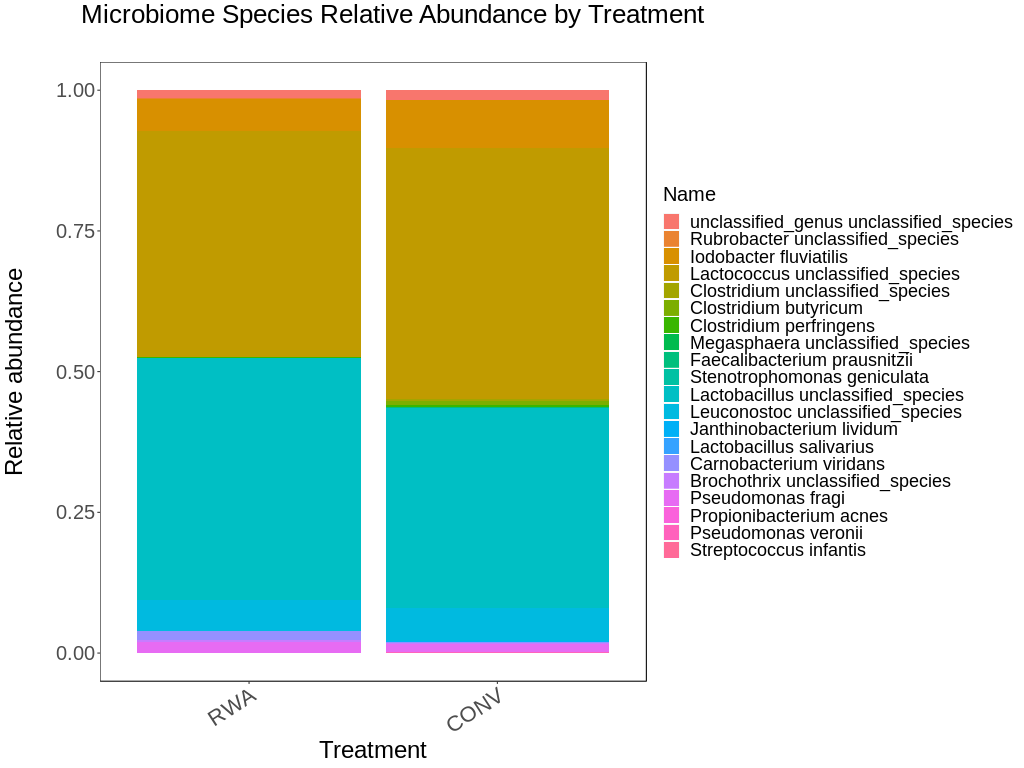 Microbiome Species Relative Abundance by Treatment
Relative abundance
1.00
0.75
0.50
0.25
0.00
RWA
CONV
Treatment
Name
unclassified_genus unclassified_species
Rubrobacter unclassified_species
Iodobacter fluviatilis
Lactococcus unclassified_species
Clostridium unclassified_species
Clostridium butyricum
Clostridium perfringens
Megasphaera unclassified_species
Faecalibacterium prausnitzii
Stenotrophomonas geniculata
Lactobacillus unclassified_species
Leuconostoc unclassified_species
Janthinobacterium lividum
Lactobacillus salivarius
Carnobacterium viridans
Brochothrix unclassified_species
Pseudomonas fragi
Propionibacterium acnes
Pseudomonas veronii
Streptococcus infantis